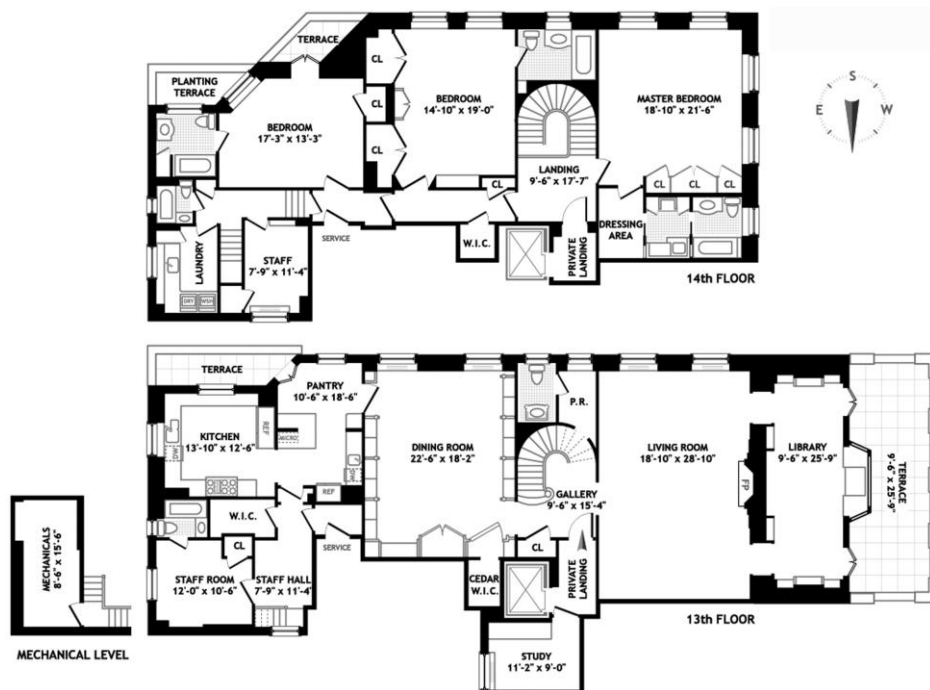 TERRACE
PLANTING
TERRACE
BEDROOM
17'-3" x 13'-3"
CL
CL
CL
BEDROOM
14'-10" x 19'-0"
MASTER BEDROOM
18'-10" x 21'-6"
S
E
W
LANDING
9'-6" x 17'-7"
CL
CL
CL
CL
DRESSING
AREA
W.I.C.
PRIVATE
LANDING
SERVICE
LAUNDRY
STAFF
7'-9" x 11'-4"
DRY
WSH
14th FLOOR
TERRACE
PANTRY
10'-6" x 18'-6"
KITCHEN
13'-10" x 12'-6"
REF
MICRO
DW
REF
DINING ROOM
22'-6" x 18'-2"
P.R.
GALLERY
9'-6" x 15'-4"
LIVING ROOM
18'-10" x 28'-10"
FP
LIBRARY
9'-6" x 25'-9"
TERRACE
9'-6" x 25'-9"
W.I.C.
CL
SERVICE
STAFF ROOM
12'-0" x 10'-6"
STAFF HALL
7'-9" x 11'-4"
CL
CEDAR
W.I.C.
PRIVATE
LANDING
STUDY
11'-2" x 9'-0"
13th FLOOR
MECHANICALS
8'-6" x 15'-6"
MECHANICAL LEVEL